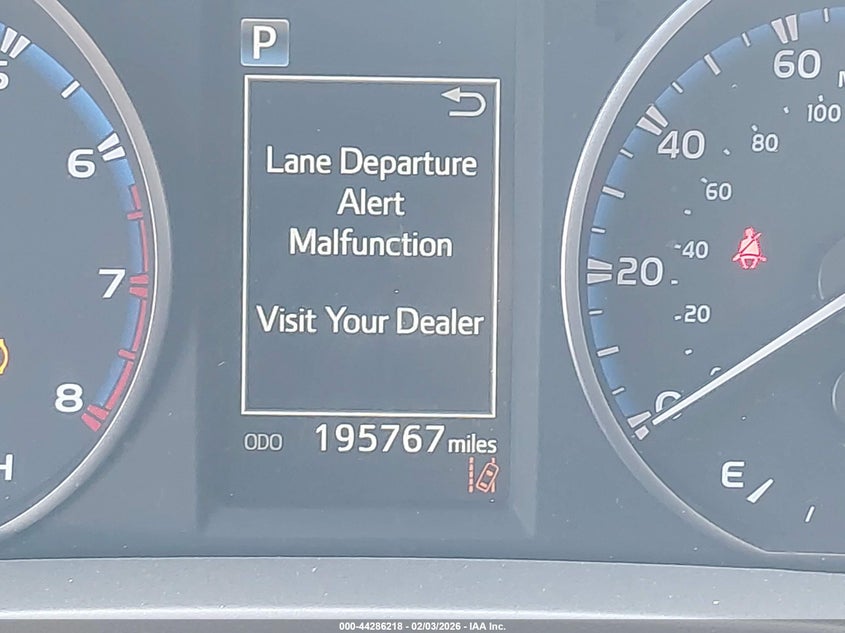 P
Lane Departure
Alert
Malfunction
Visit Your Dealer
ODO 195767 miles
6
7
8
H
60
40
20
0
100
80
60
40
20
E
000-44286218 - 02/03/2026 - IAA Inc.